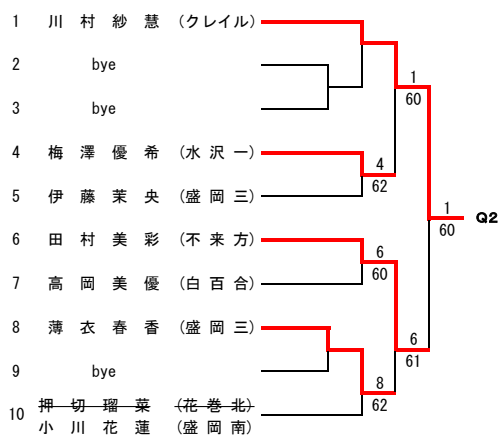 1 川村紗慧 (クレイル)
2 bye
3 bye
4 梅澤優希 (水沢一)
5 伊藤茉央 (盛岡三)
6 田村美彩 (不来方)
7 高岡美優 (白百合)
8 薄衣春香 (盛岡三)
9 bye
10 押切瑠菜 (花巻北)
小川花蓮 (盛岡南)
4
62
6
60
8
62
1
60
6
61
1
60
Q2